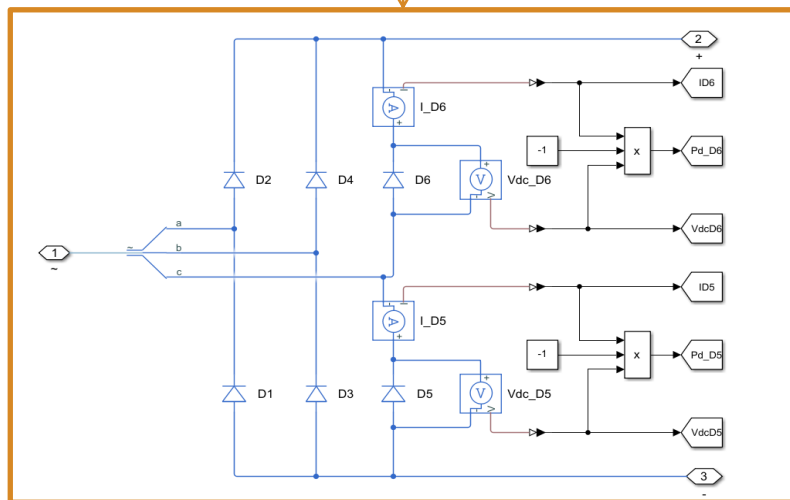 2
+
ID6
A
+
I_D6
-1
x
Pd_D6
D2
D4
D6
+
V
V
Vdc_D6
a
VdcD6
1
~
~
b
c
ID5
A
+
I_D5
-1
x
Pd_D5
D1
D3
D5
+
V
V
Vdc_D5
VdcD5
3
-